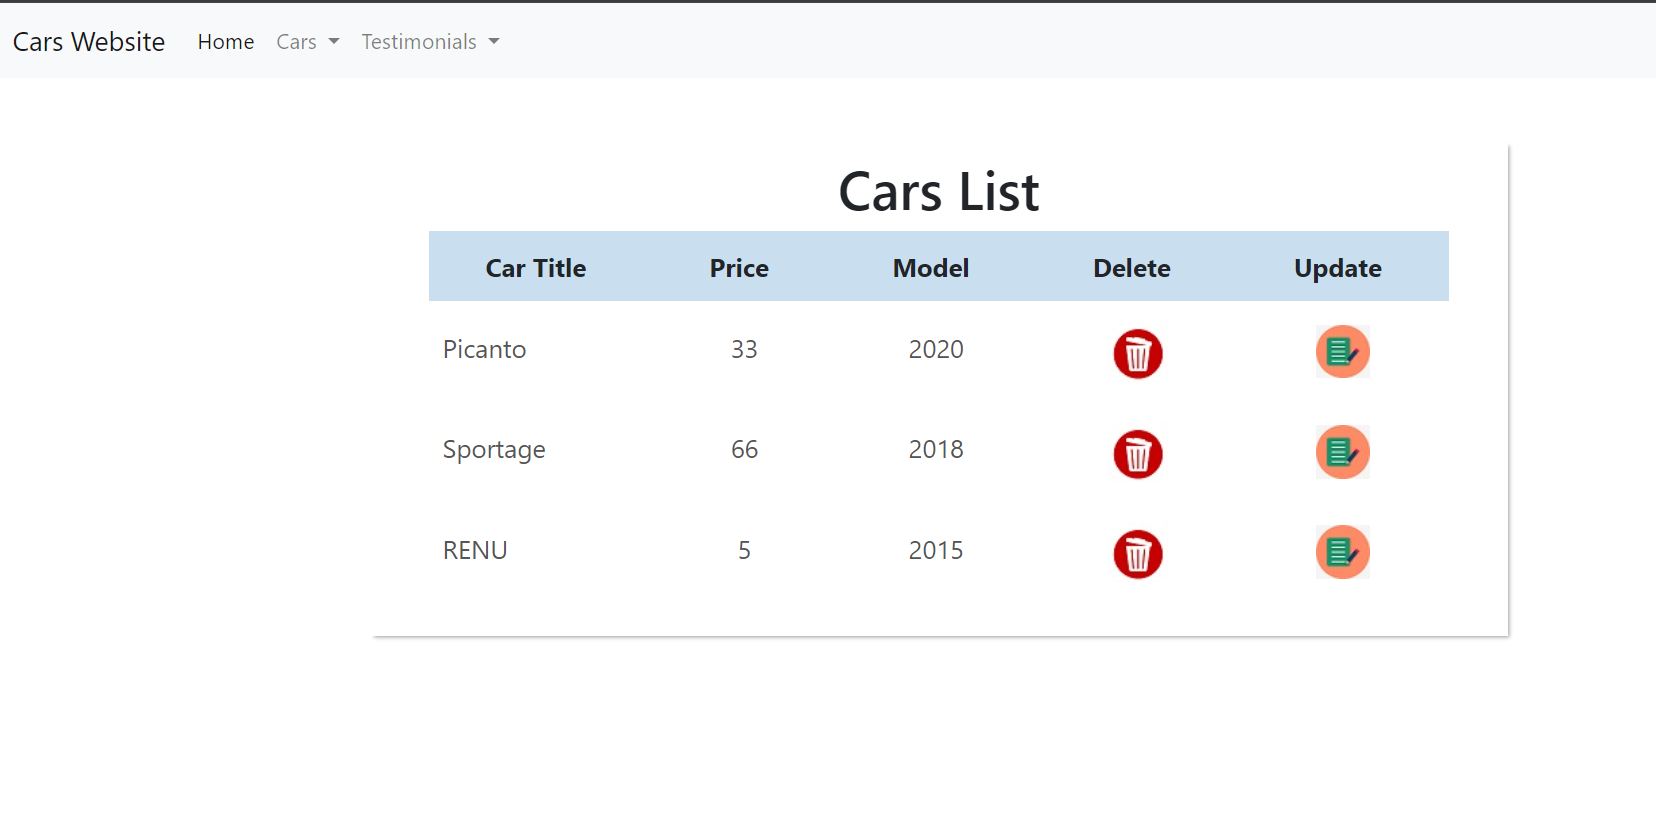 Cars Website Home Cars Testimonials
Cars List
Car Title Price Model Delete Update
Picanto 33 2020
Sportage 66 2018
RENU 5 2015